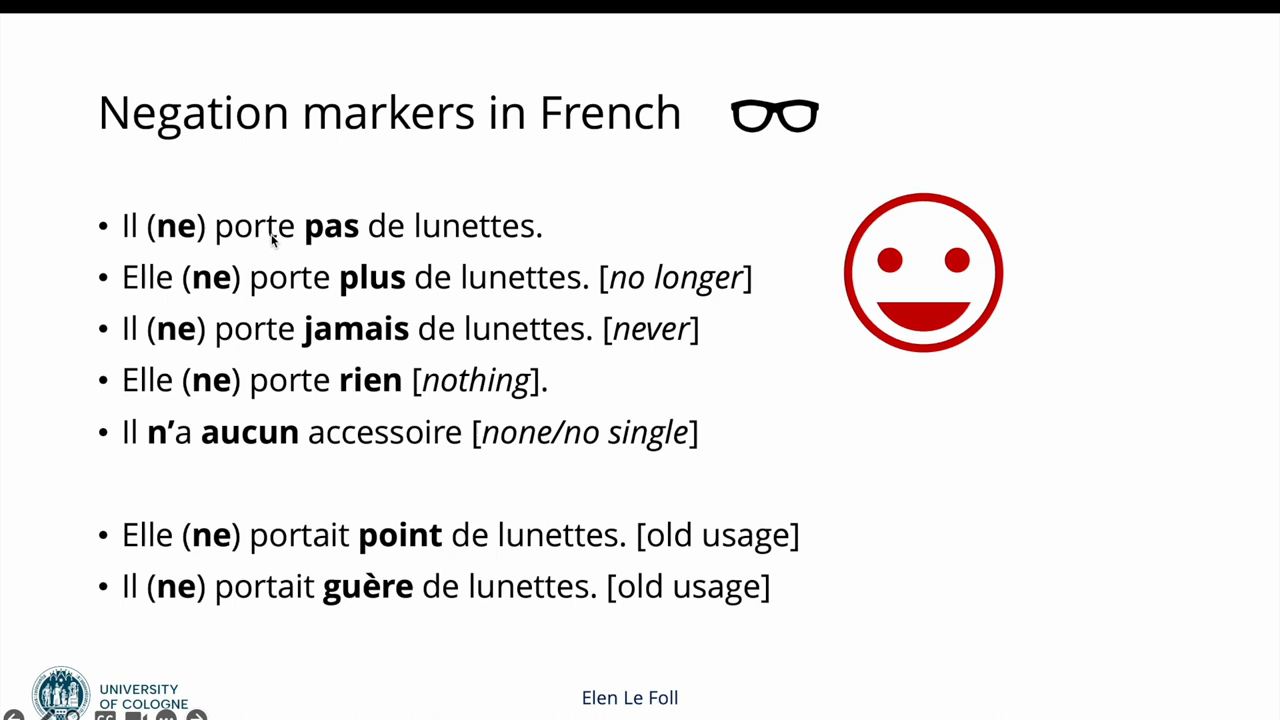 Negation markers in French
• Il (ne) porte pas de lunettes.
• Elle (ne) porte plus de lunettes. [no longer]
• Il (ne) porte jamais de lunettes. [never]
• Elle (ne) porte rien [nothing].
• Il n’a aucun accessoire [none/no single]
• Elle (ne) portait point de lunettes. [old usage]
• Il (ne) portait guère de lunettes. [old usage]
UNIVERSITY
OF COLOGNE
Elen Le Foll